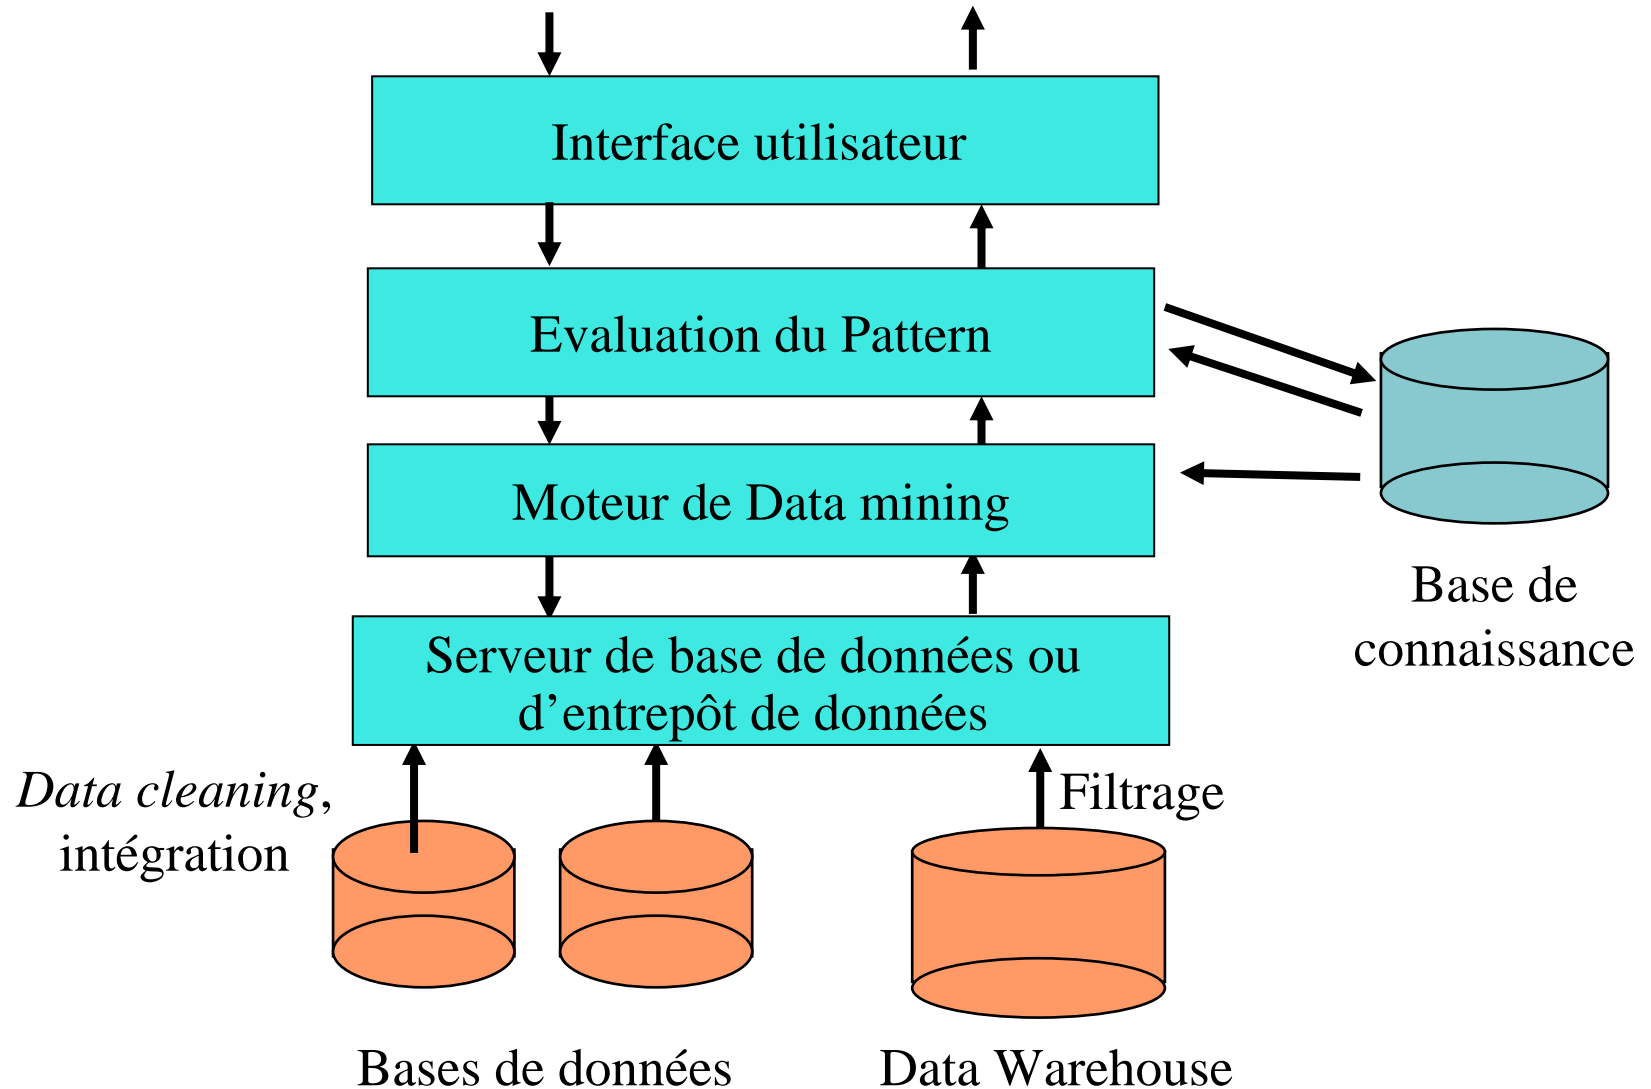 Interface utilisateur
Evaluation du Pattern
Moteur de Data mining
Base de
connaissance
Serveur de base de données ou
d’entrepôt de données
Data cleaning,
intégration
Filtrage
Bases de données
Data Warehouse